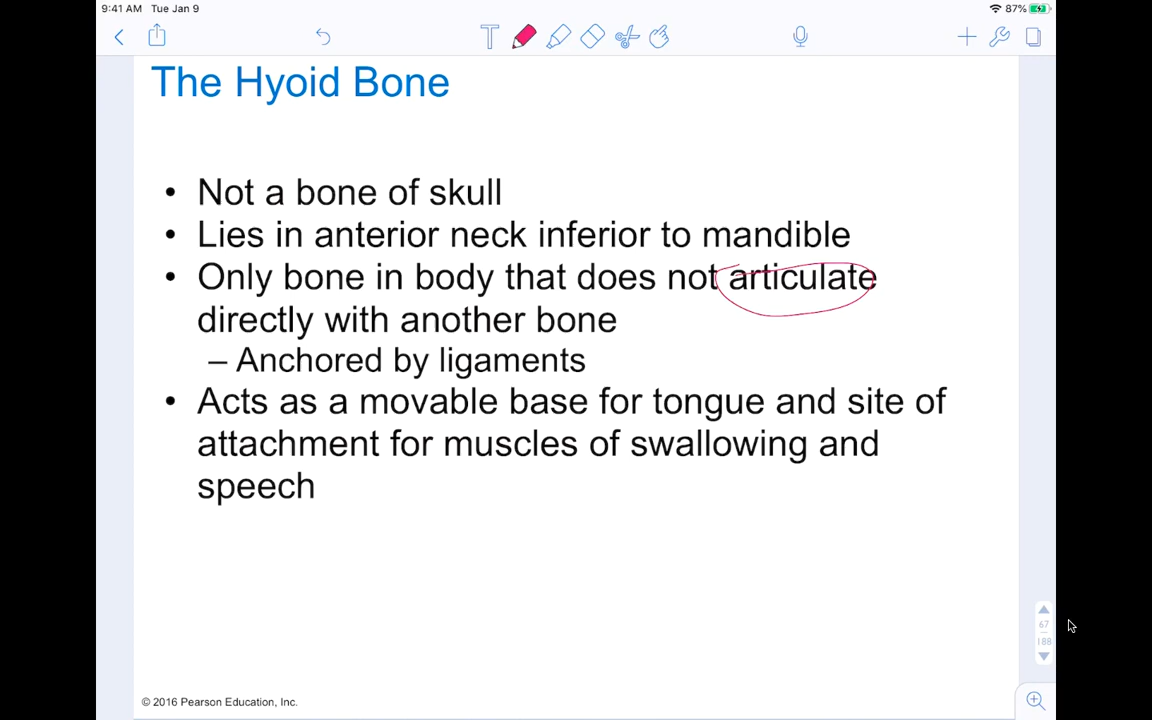 9:41 AM Tue Jan 9 87%
T
The Hyoid Bone
• Not a bone of skull
• Lies in anterior neck inferior to mandible
• Only bone in body that does not articulate
directly with another bone
– Anchored by ligaments
• Acts as a movable base for tongue and site of
attachment for muscles of swallowing and
speech
67
188
© 2016 Pearson Education, Inc.